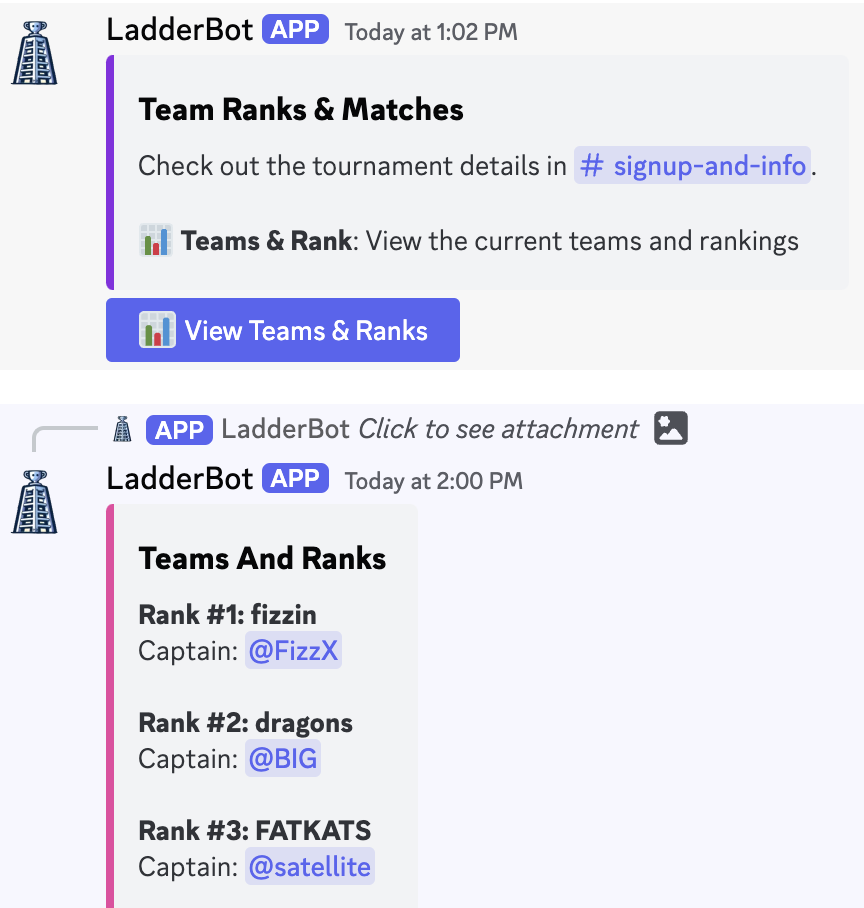 LadderBot APP Today at 1:02 PM
Team Ranks & Matches
Check out the tournament details in # signup-and-info.
📊 Teams & Rank: View the current teams and rankings
📊 View Teams & Ranks
APP LadderBot Click to see attachment
LadderBot APP Today at 2:00 PM
Teams And Ranks
Rank #1: fizzin
Captain: @FizzX
Rank #2: dragons
Captain: @BIG
Rank #3: FATKATS
Captain: @satellite